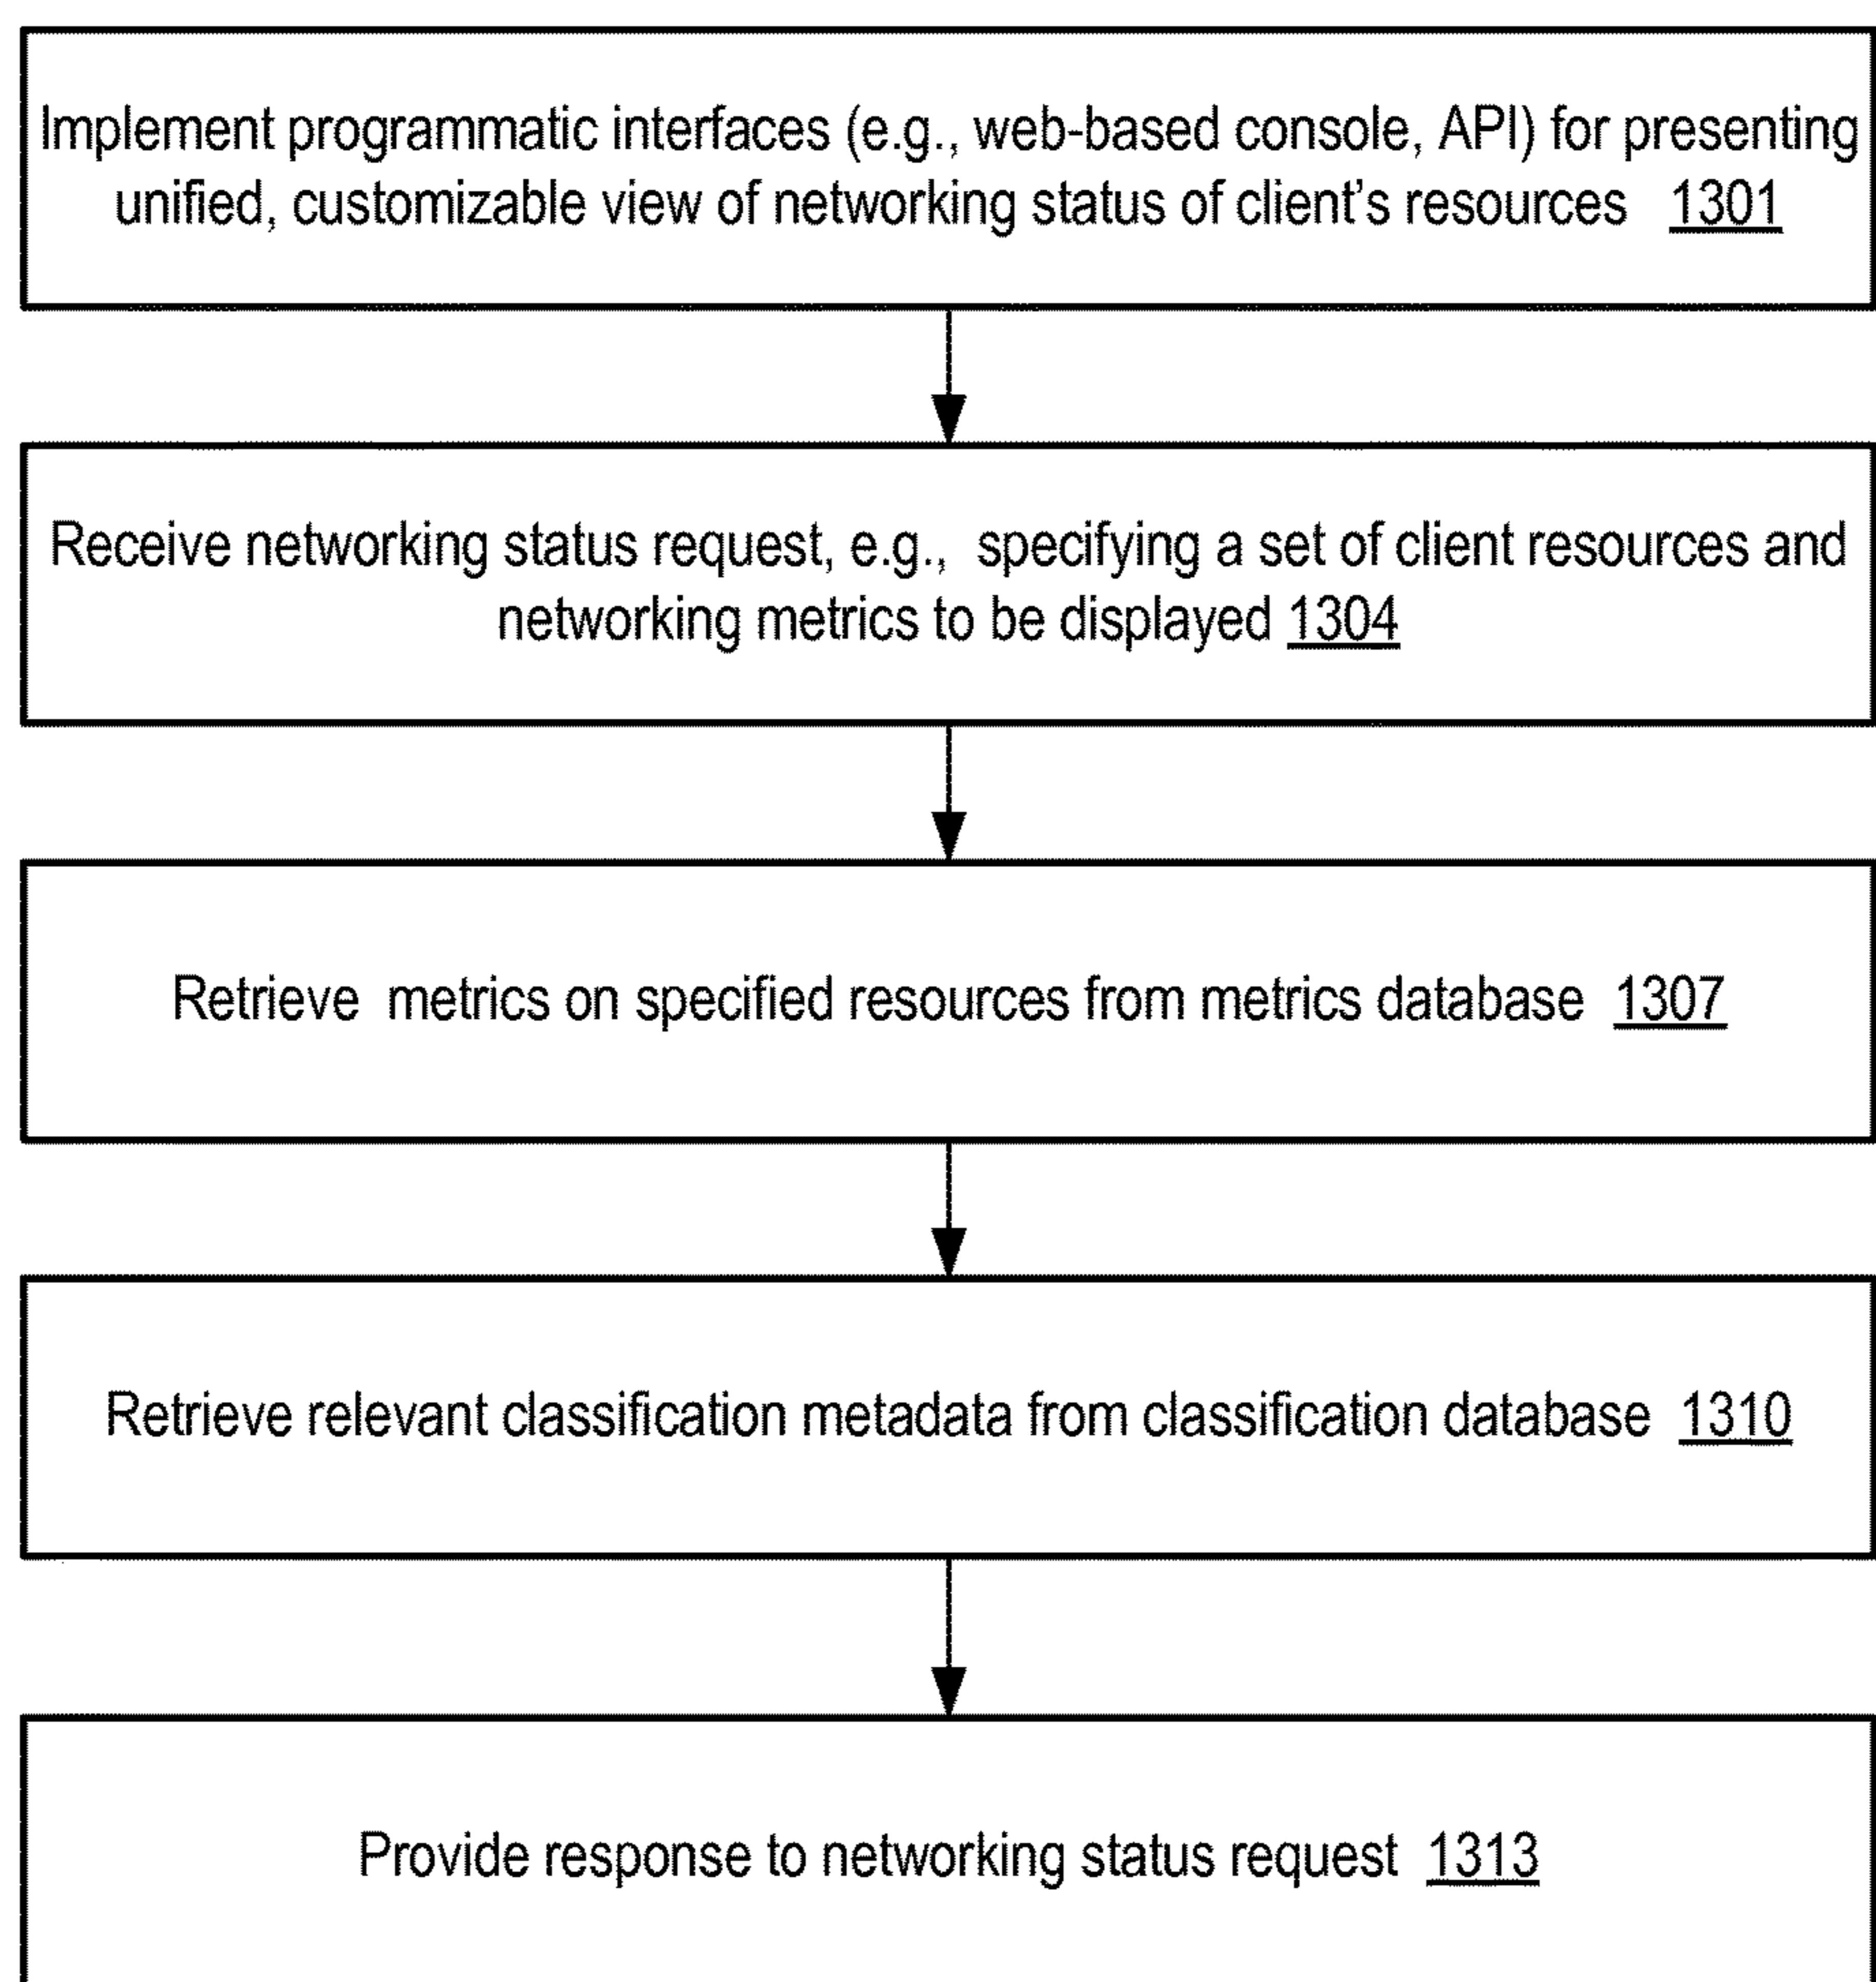 Implement programmatic interfaces (e.g., web-based console, API) for presenting
unified, customizable view of networking status of client's resources 1301
Receive networking status request, e.g., specifying a set of client resources and
networking metrics to be displayed 1304
Retrieve metrics on specified resources from metrics database 1307
Retrieve relevant classification metadata from classification database 1310
Provide response to networking status request 1313